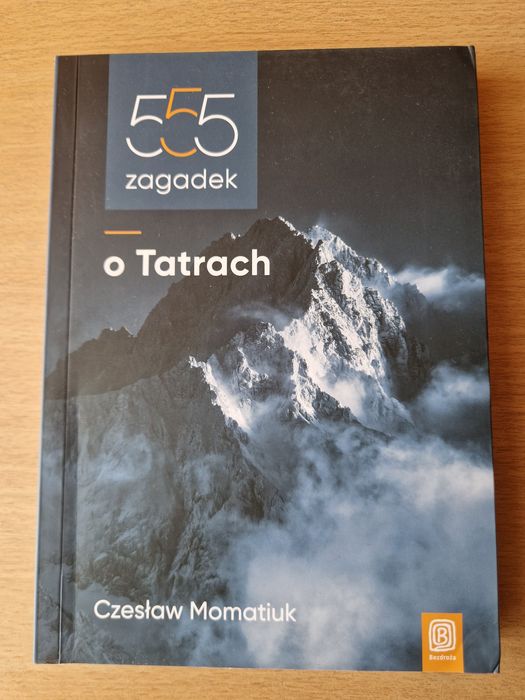 555
zagadek
o Tatrach
Czesław Momatiuk
B
Bezdroża